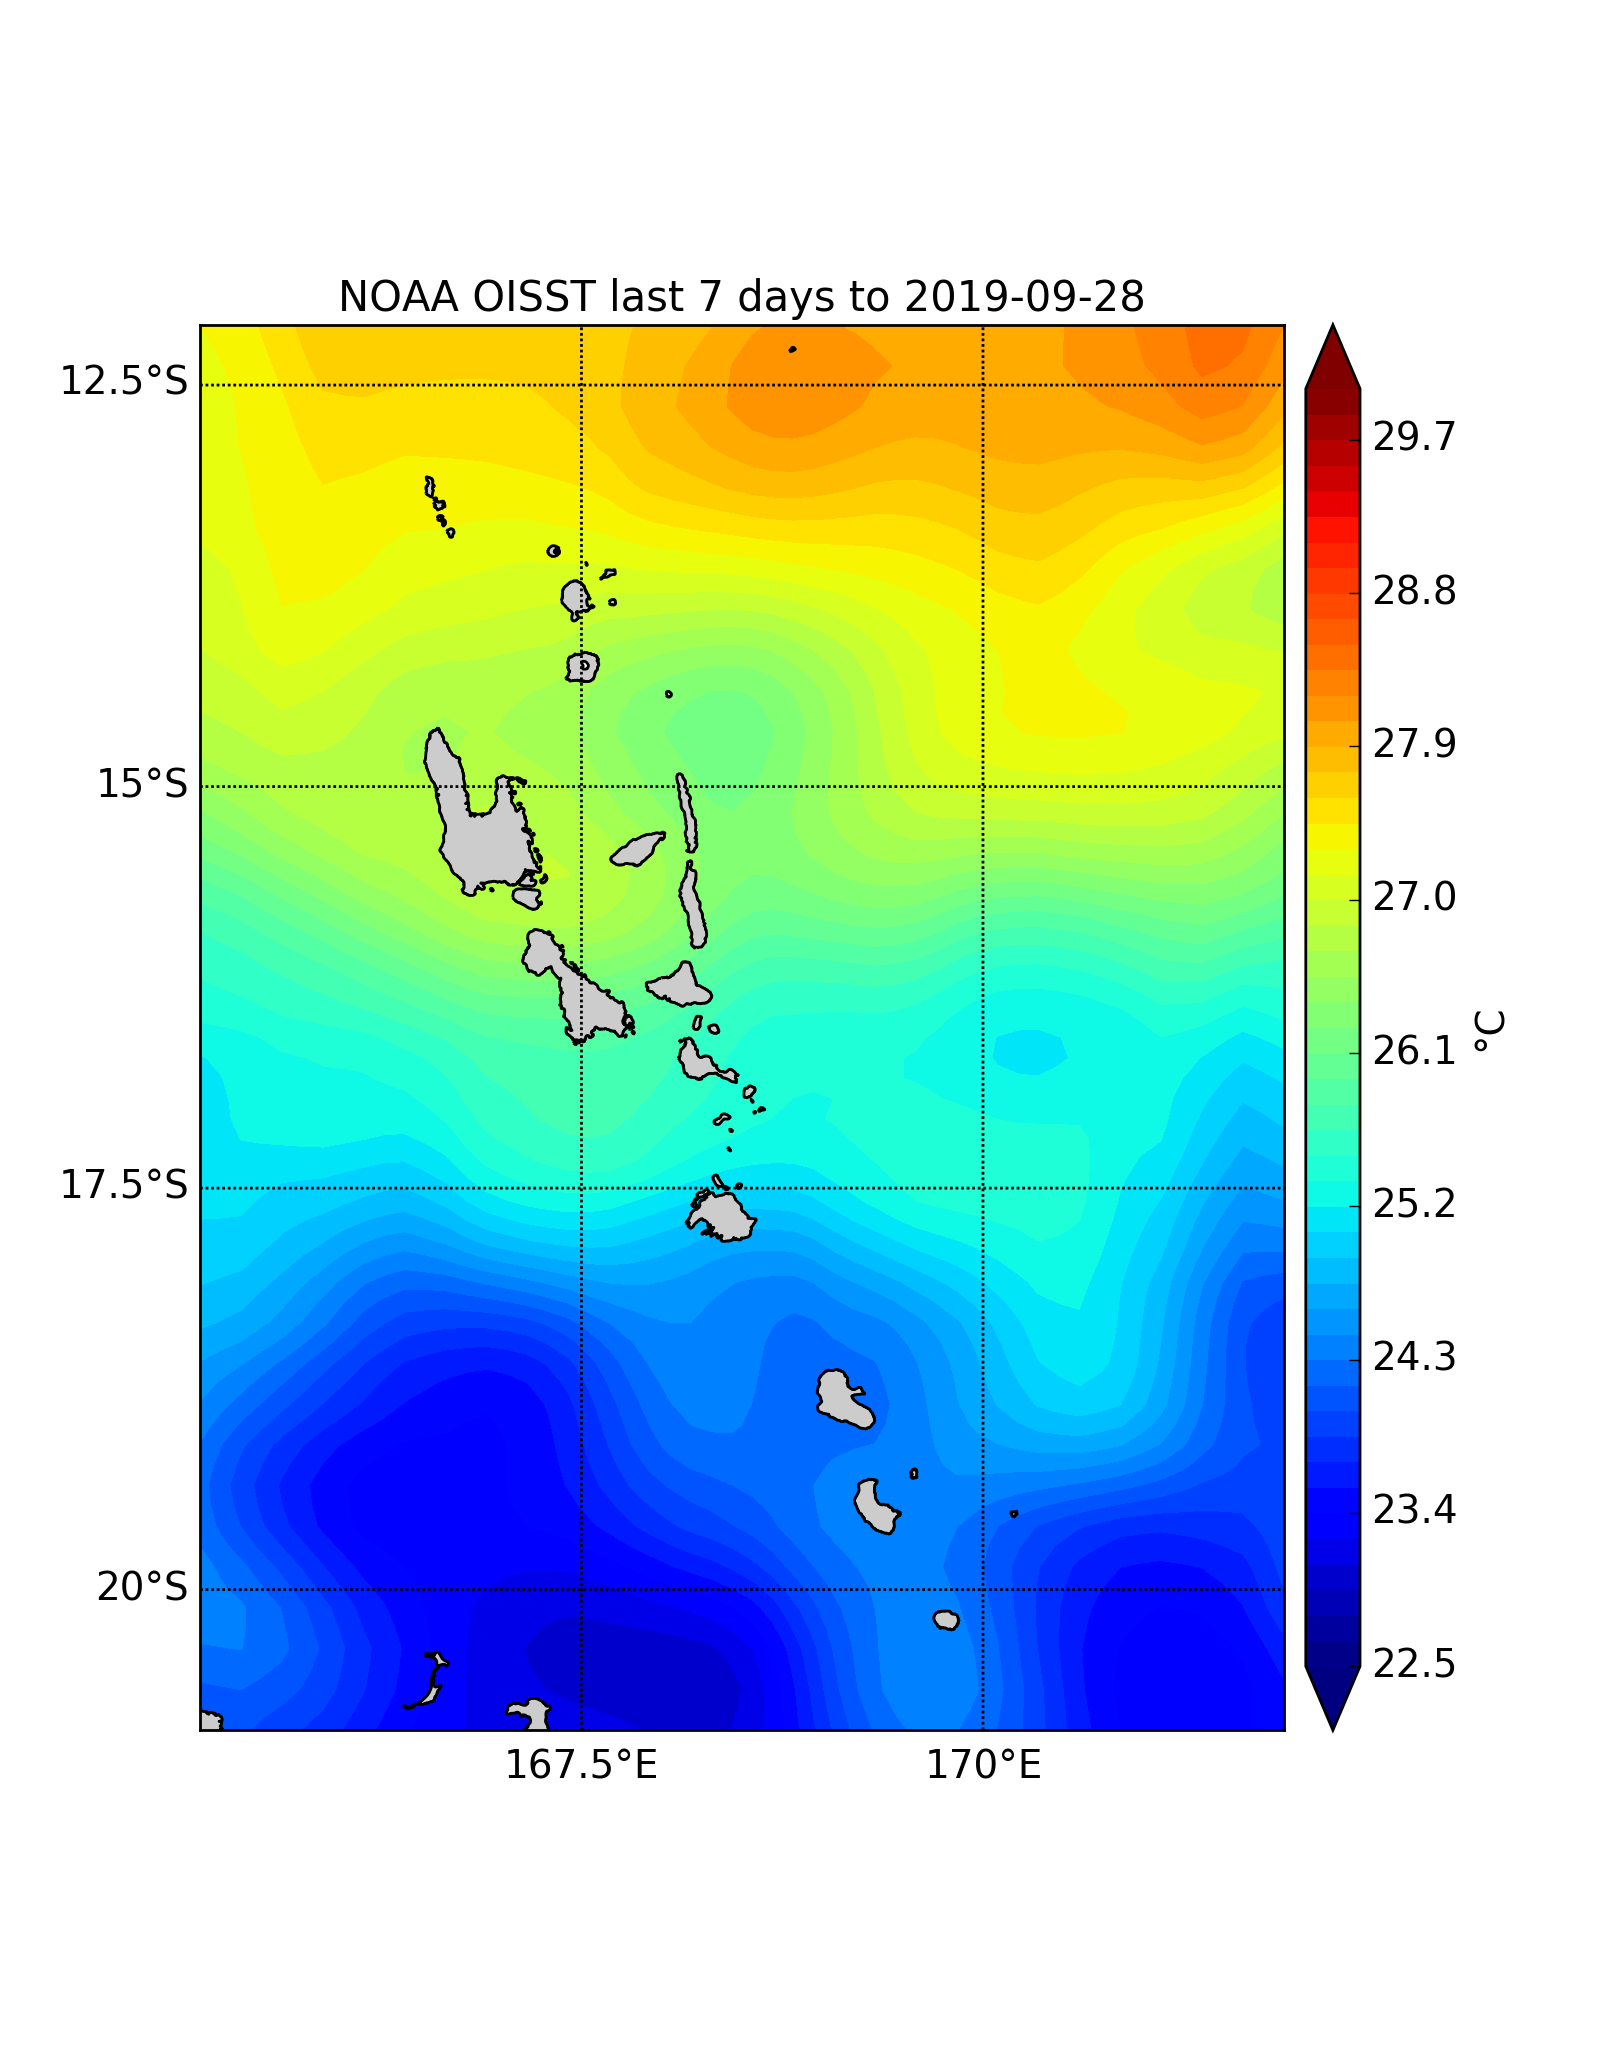 NOAA OISST last 7 days to 2019-09-28
12.5°S
15°S
17.5°S
20°S
167.5°E
170°E
29.7
28.8
27.9
27.0
26.1
25.2
24.3
23.4
22.5
°C